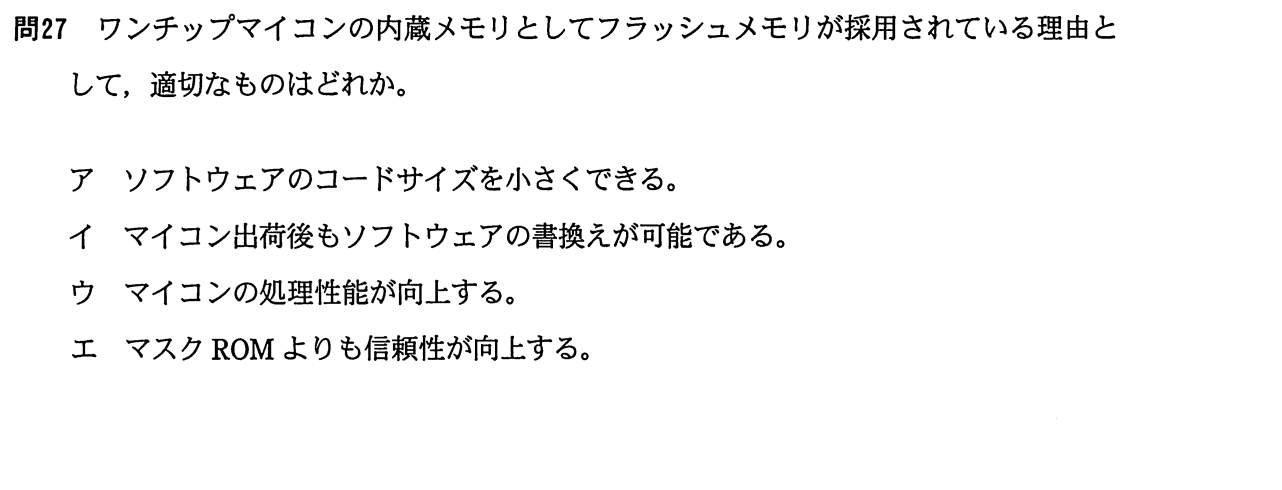 問27　ワンチップマイコンの内蔵メモリとしてフラッシュメモリが採用されている理由と
して，適切なものはどれか。
ア　ソフトウェアのコードサイズを小さくできる。
イ　マイコン出荷後もソフトウェアの書換えが可能である。
ウ　マイコンの処理性能が向上する。
エ　マスク ROM よりも信頼性が向上する。